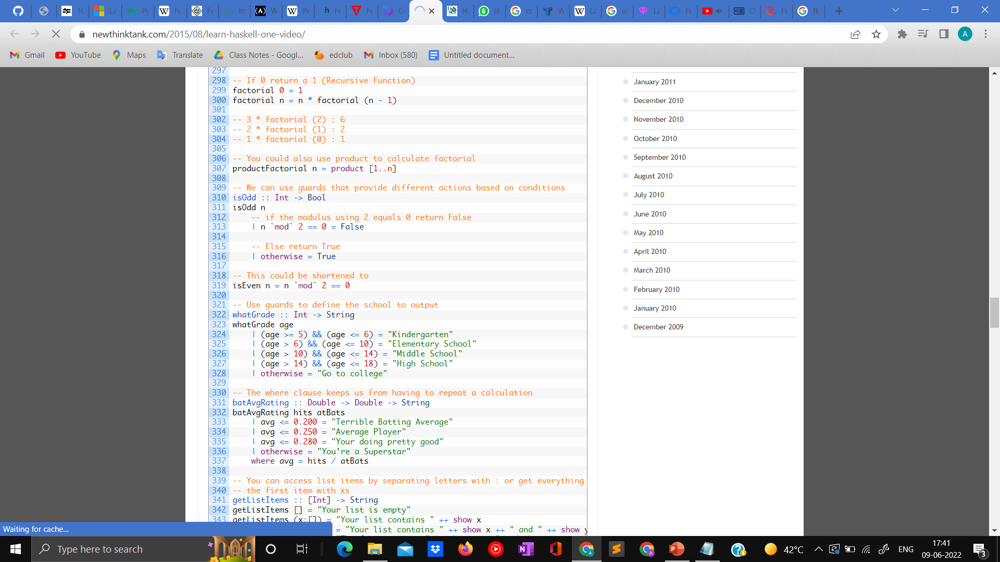 newthinktank.com/2015/08/learn-haskell-one-video/
A
Gmail YouTube Maps Translate Class Notes - Googl... edclub Inbox (580) Untitled document...
297
298 -- If 0 return a 1 (Recursive Function)
299 factorial 0 = 1
300 factorial n = n * factorial (n - 1)
301
302 -- 3 * factorial (2) : 6
303 -- 2 * factorial (1) : 2
304 -- 1 * factorial (0) : 1
305
306 -- You could also use product to calculate factorial
307 productFactorial n = product [1..n]
308
309 -- We can use guards that provide different actions based on conditions
310 isOdd :: Int -> Bool
311 isOdd n
312 -- if the modulus using 2 equals 0 return False
313 | n `mod` 2 == 0 = False
314
315 -- Else return True
316 | otherwise = True
317
318 -- This could be shortened to
319 isEven n = n `mod` 2 == 0
320
321 -- Use guards to define the school to output
322 whatGrade :: Int -> String
323 whatGrade age
324 | (age >= 5) && (age <= 6) = "Kindergarten"
325 | (age > 6) && (age <= 10) = "Elementary School"
326 | (age > 10) && (age <= 14) = "Middle School"
327 | (age > 14) && (age <= 18) = "High School"
328 | otherwise = "Go to college"
329
330 -- The where clause keeps us from having to repeat a calculation
331 batAvgRating :: Double -> Double -> String
332 batAvgRating hits atBats
333 | avg <= 0.200 = "Terrible Batting Average"
334 | avg <= 0.250 = "Average Player"
335 | avg <= 0.280 = "Your doing pretty good"
336 | otherwise = "You're a Superstar"
337 where avg = hits / atBats
338
339 -- You can access list items by separating letters with : or get everything
340 -- the first item with xs
341 getListItems :: [Int] -> String
342 getListItems [] = "Your list is empty"
343 getListItems (x:[]) = "Your list contains " ++ show x
= "Your list contains " ++ show x ++ " and " ++ show y
January 2011
December 2010
November 2010
October 2010
September 2010
August 2010
July 2010
June 2010
May 2010
April 2010
March 2010
February 2010
January 2010
December 2009
Waiting for cache...
Type here to search
42°C
ENG
17:41
09-06-2022
3